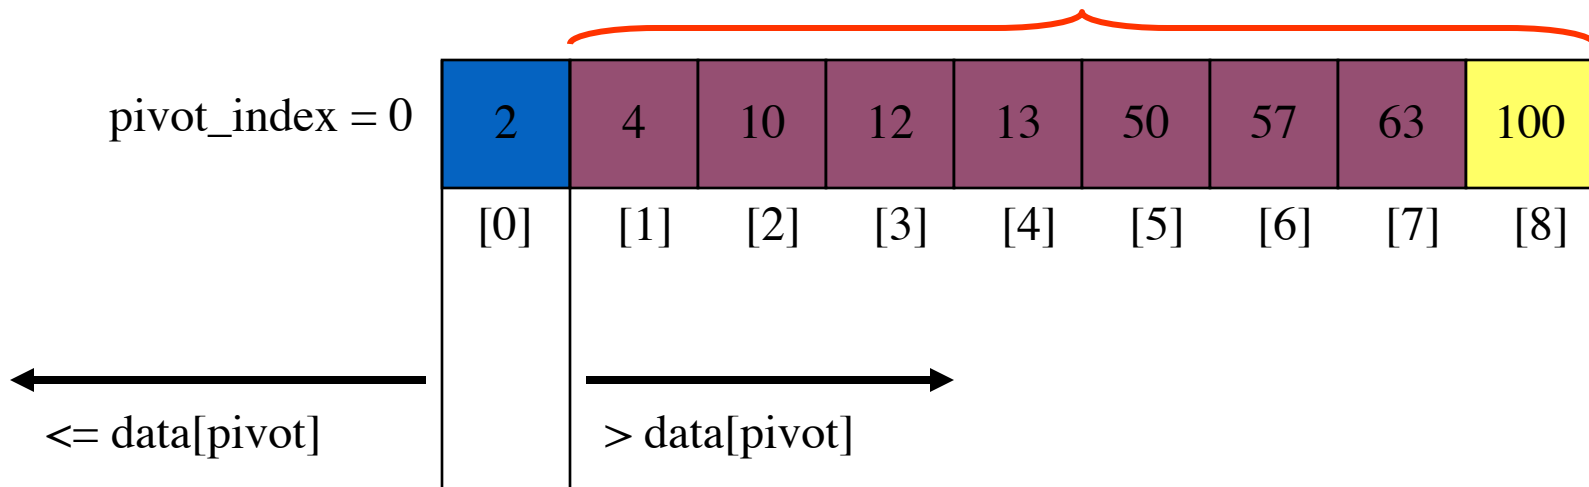 pivot_index = 0 2 4 10 12 13 50 57 63 100
[0] [1] [2] [3] [4] [5] [6] [7] [8]
<= data[pivot] > data[pivot]